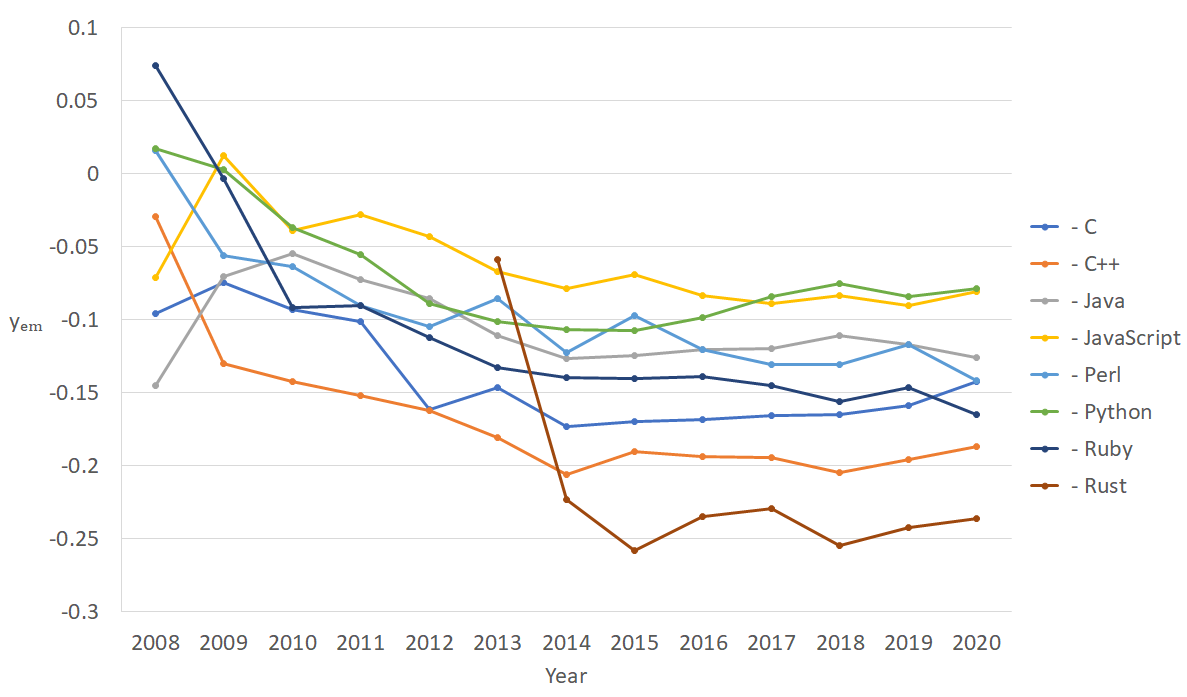 0.1
0.05
0
-0.05
-0.1
-0.15
-0.2
-0.25
-0.3
yₑₘ
2008 2009 2010 2011 2012 2013 2014 2015 2016 2017 2018 2019 2020
Year
- C
- C++
- Java
- JavaScript
- Perl
- Python
- Ruby
- Rust